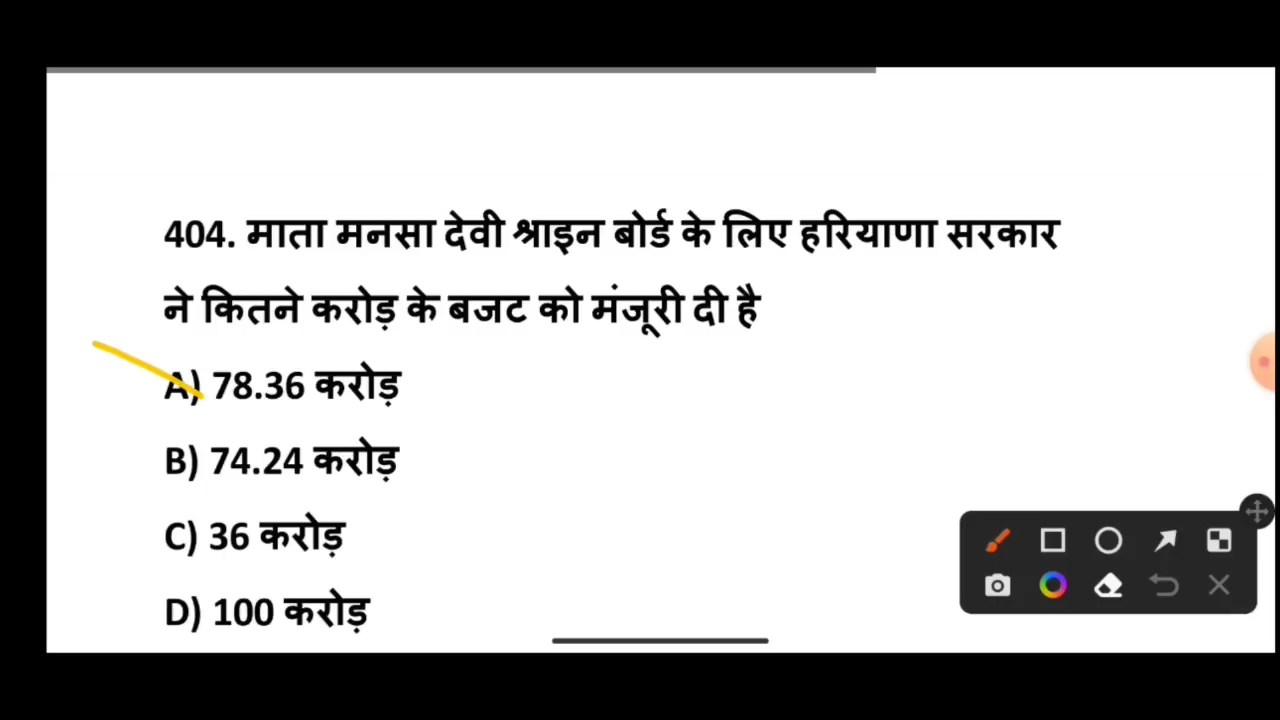 404. माता मनसा देवी श्राइन बोर्ड के लिए हरियाणा सरकार
ने कितने करोड़ के बजट को मंजूरी दी है
A) 78.36 करोड़
B) 74.24 करोड़
C) 36 करोड़
D) 100 करोड़